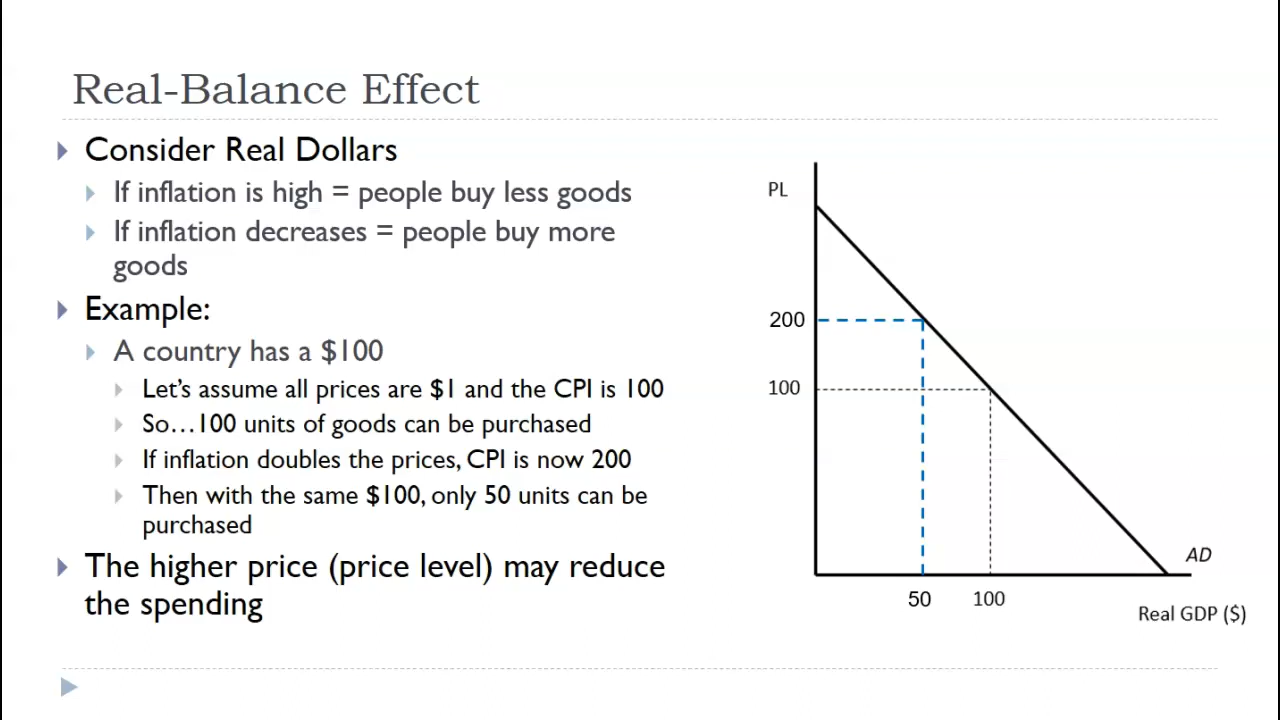 Real-Balance Effect
Consider Real Dollars
If inflation is high = people buy less goods
If inflation decreases = people buy more
goods
Example:
A country has a $100
Let's assume all prices are $1 and the CPI is 100
So…100 units of goods can be purchased
If inflation doubles the prices, CPI is now 200
Then with the same $100, only 50 units can be
purchased
The higher price (price level) may reduce
the spending
PL
200
100
AD
50
100
Real GDP ($)